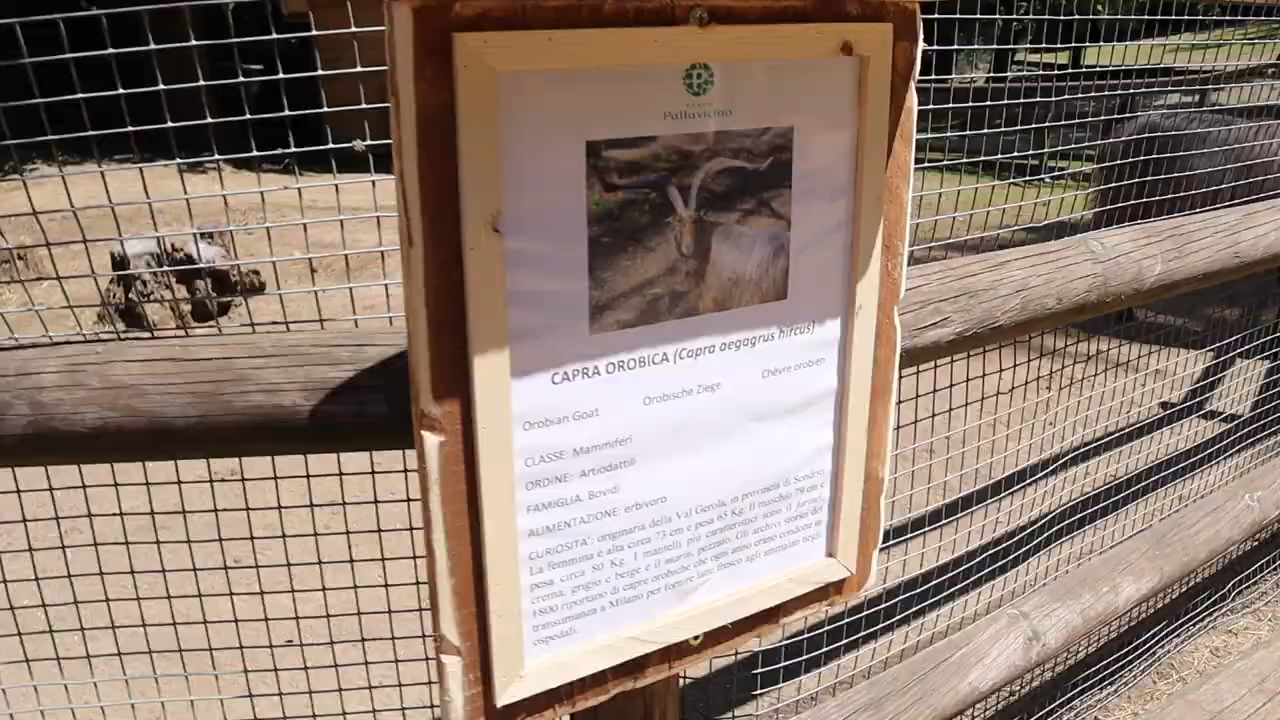 PARCO
Pallavicino
CAPRA OROBICA (Capra aegagrus hircus)
Orobian Goat Orobische Ziege Chèvre orobien
CLASSE: Mammiferi
ORDINE: Artiodattili
FAMIGLIA. Bovidi
ALIMENTAZIONE: erbivoro
CURIOSITA': originaria della Val Gerola, in provincia di Sondrio.
La femmina è alta circa 73 cm e pesa 65 Kg. Il maschio 79 cm e
pesa circa 80 Kg. I mantelli più caratteristici sono il farinel,
crema, grigio e beige e il marin, pezzato. Gli archivi storici del
1800 riportano di capre orobiche che ogni anno erano condotte in
transumanza a Milano per fornire latte fresco agli ammalati negli
ospedali.